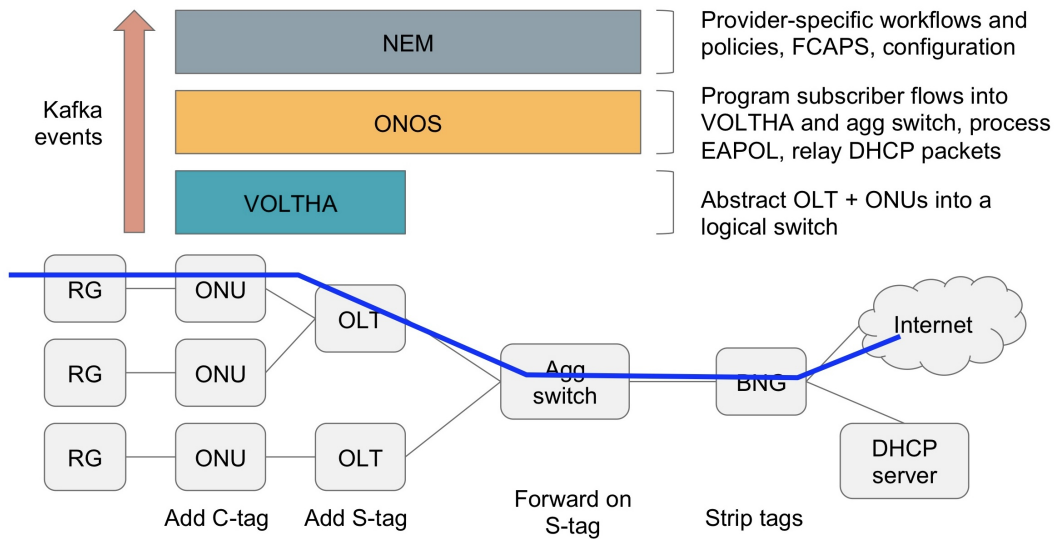 NEM
Provider-specific workflows and
policies, FCAPS, configuration
Kafka
events
ONOS
Program subscriber flows into
VOLTHA and agg switch, process
EAPOL, relay DHCP packets
VOLTHA
Abstract OLT + ONUs into a
logical switch
RG
ONU
OLT
Internet
RG
ONU
Agg
switch
BNG
RG
ONU
OLT
DHCP
server
Add C-tag
Add S-tag
Forward on
S-tag
Strip tags